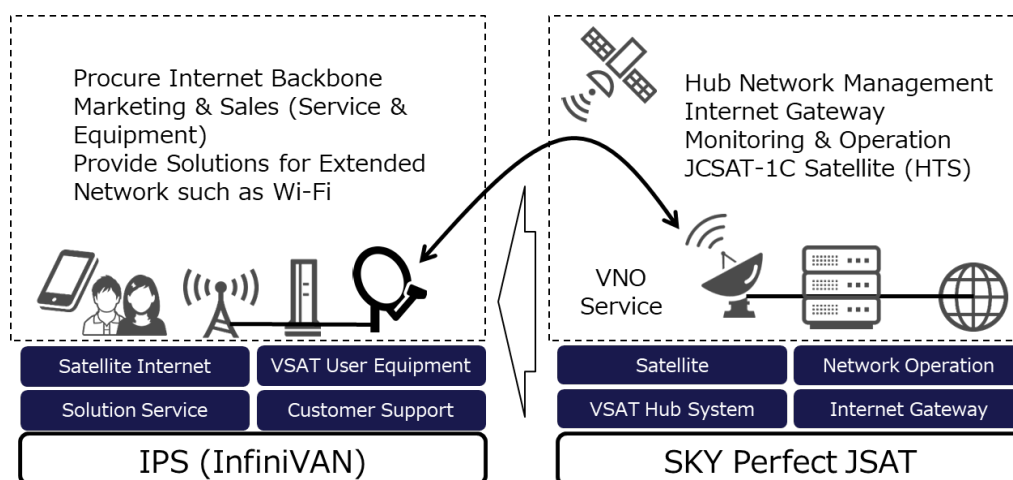 Procure Internet Backbone
Marketing & Sales (Service &
Equipment)
Provide Solutions for Extended
Network such as Wi-Fi
Satellite Internet
VSAT User Equipment
Solution Service
Customer Support
IPS (InfiniVAN)
Hub Network Management
Internet Gateway
Monitoring & Operation
JCSAT-1C Satellite (HTS)
VNO
Service
Satellite
Network Operation
VSAT Hub System
Internet Gateway
SKY Perfect JSAT